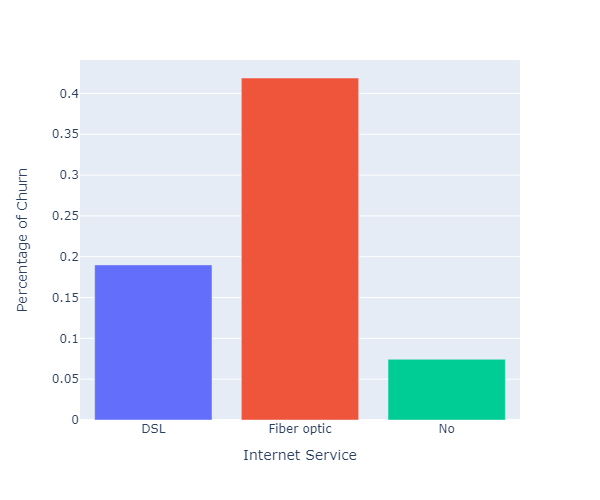 Percentage of Churn
0.4
0.35
0.3
0.25
0.2
0.15
0.1
0.05
0
DSL
Fiber optic
No
Internet Service